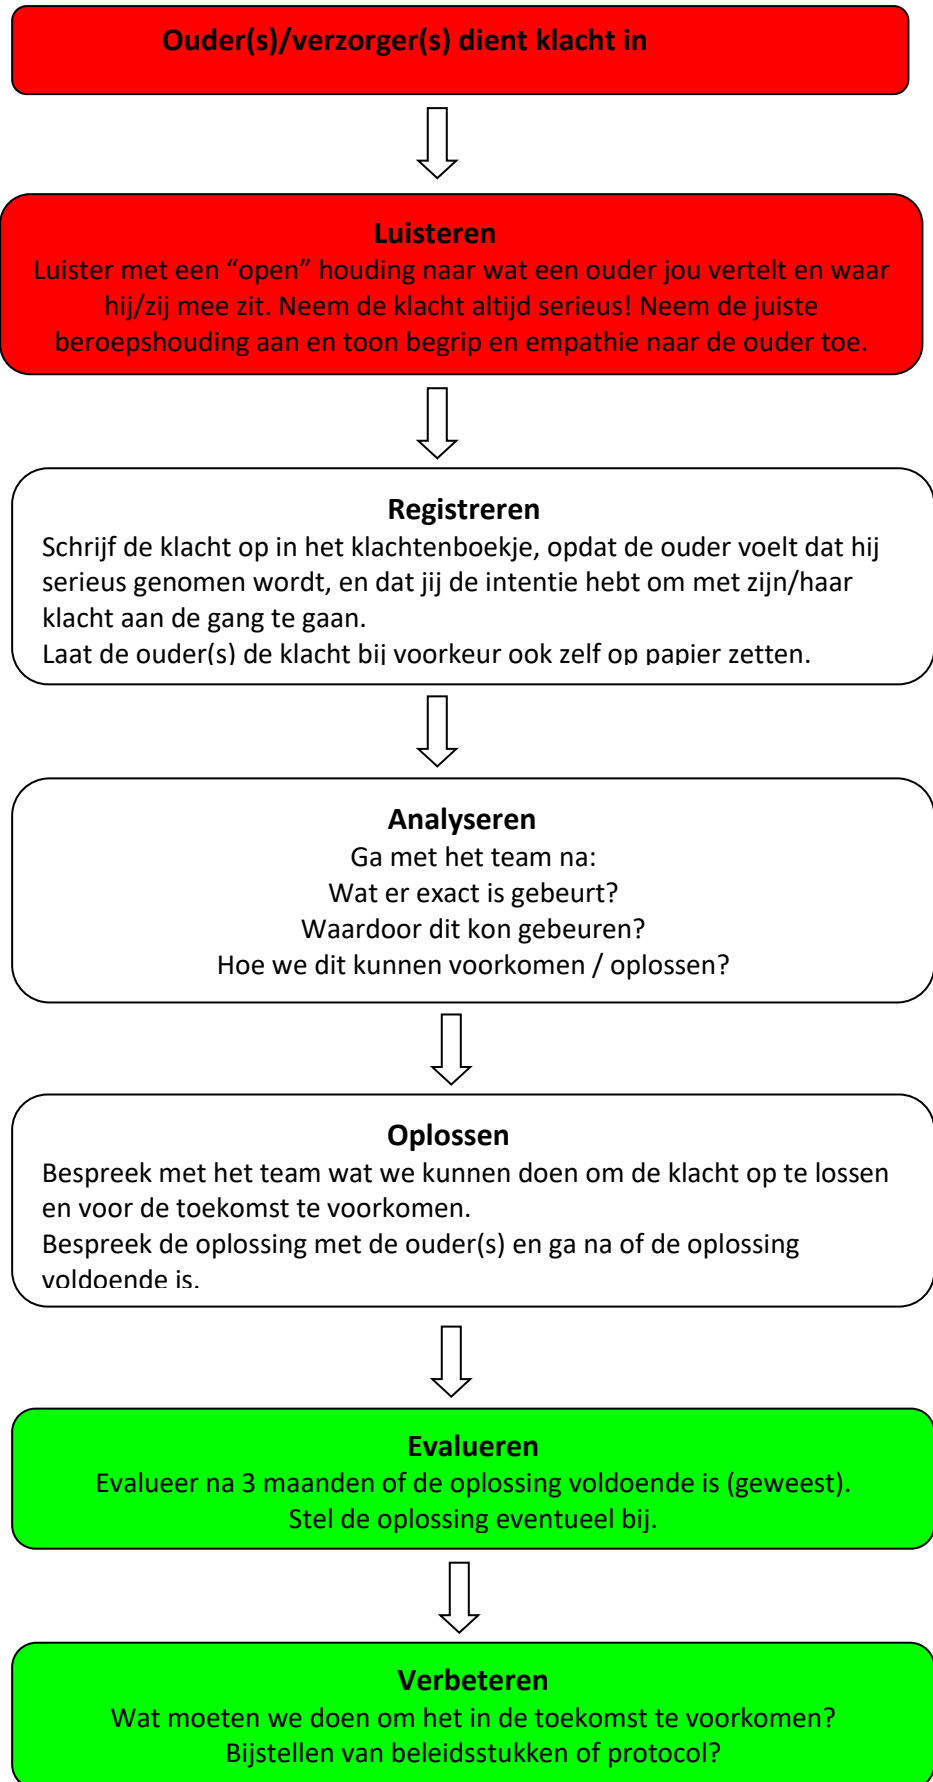 Ouder(s)/verzorger(s) dient klacht in
Luisteren
Luister met een “open” houding naar wat een ouder jou vertelt en waar
hij/zij mee zit. Neem de klacht altijd serieus! Neem de juiste
beroepshouding aan en toon begrip en empathie naar de ouder toe.
Registreren
Schrijf de klacht op in het klachtenboekje, opdat de ouder voelt dat hij
serieus genomen wordt, en dat jij de intentie hebt om met zijn/haar
klacht aan de gang te gaan.
Laat de ouder(s) de klacht bij voorkeur ook zelf op papier zetten.
Analyseren
Ga met het team na:
Wat er exact is gebeurt?
Waardoor dit kon gebeuren?
Hoe we dit kunnen voorkomen / oplossen?
Oplossen
Bespreek met het team wat we kunnen doen om de klacht op te lossen
en voor de toekomst te voorkomen.
Bespreek de oplossing met de ouder(s) en ga na of de oplossing
voldoende is.
Evalueren
Evalueer na 3 maanden of de oplossing voldoende is (geweest).
Stel de oplossing eventueel bij.
Verbeteren
Wat moeten we doen om het in de toekomst te voorkomen?
Bijstellen van beleidsstukken of protocol?